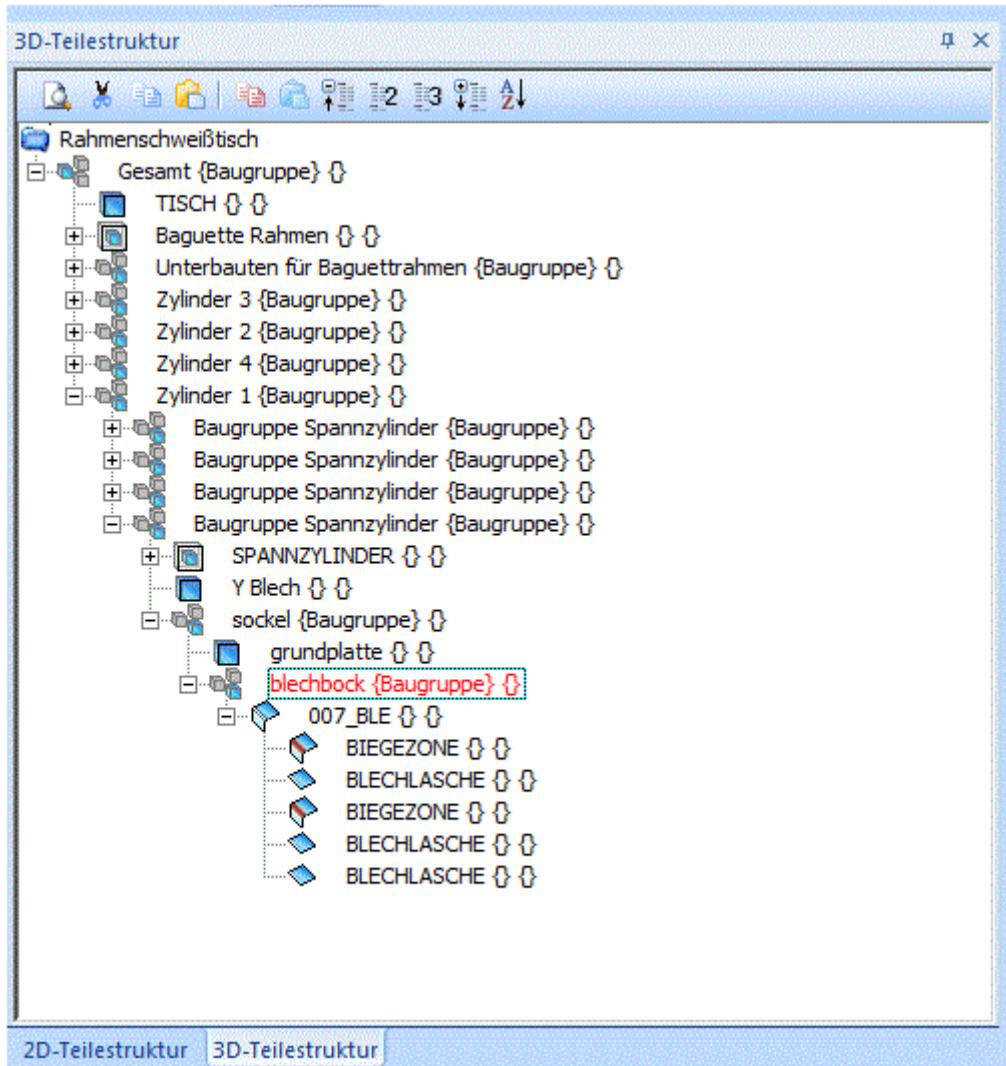 3D-Teilestruktur
2 3 A Z
Rahmenschweißtisch
Gesamt {Baugruppe} {}
TISCH {} {}
Baguette Rahmen {} {}
Unterbauten für Baguettrahmen {Baugruppe} {}
Zylinder 3 {Baugruppe} {}
Zylinder 2 {Baugruppe} {}
Zylinder 4 {Baugruppe} {}
Zylinder 1 {Baugruppe} {}
Baugruppe Spannzylinder {Baugruppe} {}
Baugruppe Spannzylinder {Baugruppe} {}
Baugruppe Spannzylinder {Baugruppe} {}
Baugruppe Spannzylinder {Baugruppe} {}
SPANNZYLINDER {} {}
Y Blech {} {}
sockel {Baugruppe} {}
grundplatte {} {}
blechbock {Baugruppe} {}
007_BLE {} {}
BIEGEZONE {} {}
BLECHLASCHE {} {}
BIEGEZONE {} {}
BLECHLASCHE {} {}
BLECHLASCHE {} {}
2D-Teilestruktur 3D-Teilestruktur